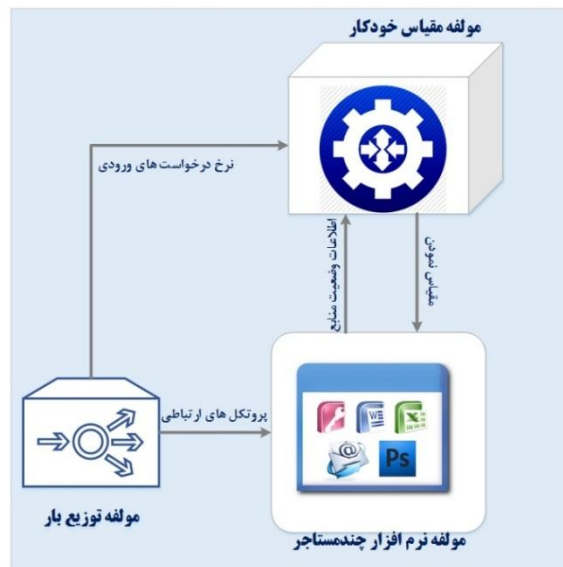 مولفه مقیاس خودکار
نرخ درخواست های ورودی
اطلاعات وضعیت منابع
مقیاس نمودن
پروتکل های ارتباطی
@
Ps
مولفه توزیع بار
مولفه نرم افزار چندمستاجر